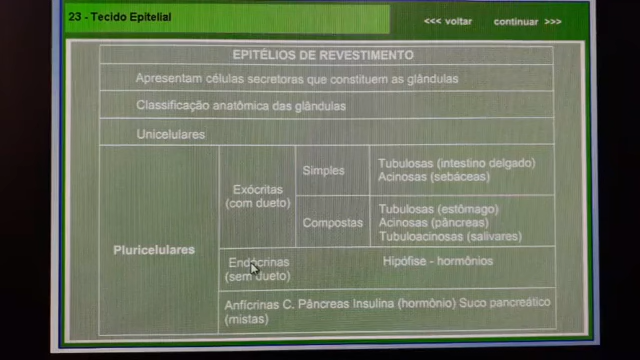 23 - Tecido Epitelial
<<< voltar
continuar >>>
EPITÉLIOS DE REVESTIMENTO
Apresentam células secretoras que constituem as glândulas
Classificação anatômica das glândulas
Unicelulares
Pluricelulares
Exócritas
(com dueto)
Simples
Tubulosas (intestino delgado)
Acinosas (sebáceas)
Compostas
Tubulosas (estômago)
Acinosas (pâncreas)
Tubuloacinosas (salivares)
Endócrinas
(sem dueto)
Hipófise - hormônios
Anfícrinas C. Pâncreas Insulina (hormônio) Suco pancreático
(mistas)